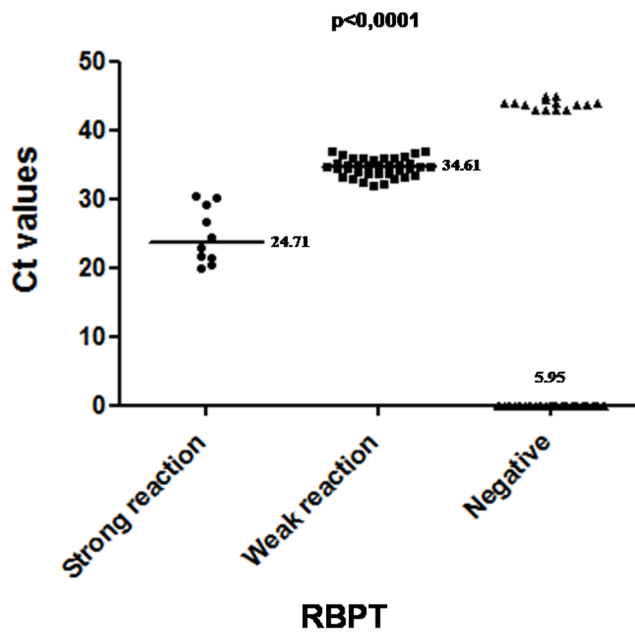 p<0,0001
50
40
30
20
10
0
Ct values
34.61
24.71
5.95
Strong reaction
Weak reaction
Negative
RBPT